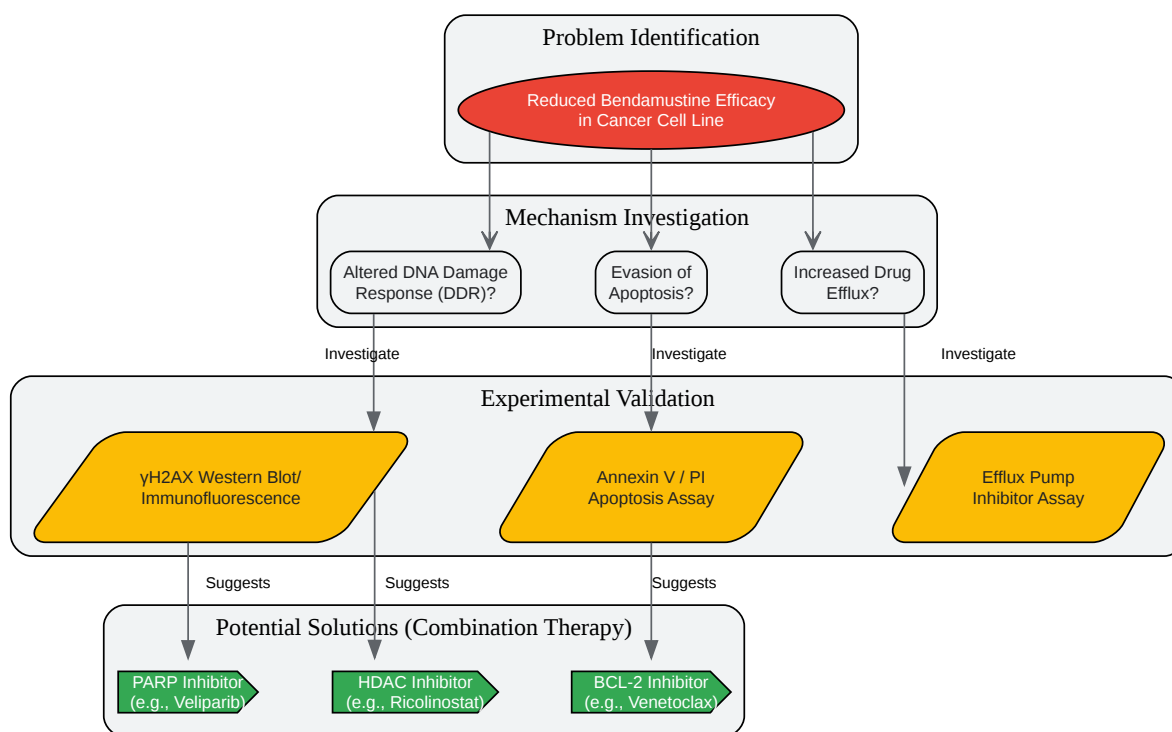 Problem Identification
Reduced Bendamustine Efficacy
in Cancer Cell Line
Mechanism Investigation
Altered DNA Damage
Response (DDR)?
Evasion of
Apoptosis?
Increased Drug
Efflux?
Investigate
Investigate
Investigate
Experimental Validation
γH2AX Western Blot/
Immunofluorescence
Annexin V / PI
Apoptosis Assay
Efflux Pump
Inhibitor Assay
Suggests
Suggests
Suggests
Potential Solutions (Combination Therapy)
PARP Inhibitor
(e.g., Veliparib)
HDAC Inhibitor
(e.g., Ricolinostat)
BCL-2 Inhibitor
(e.g., Venetoclax)